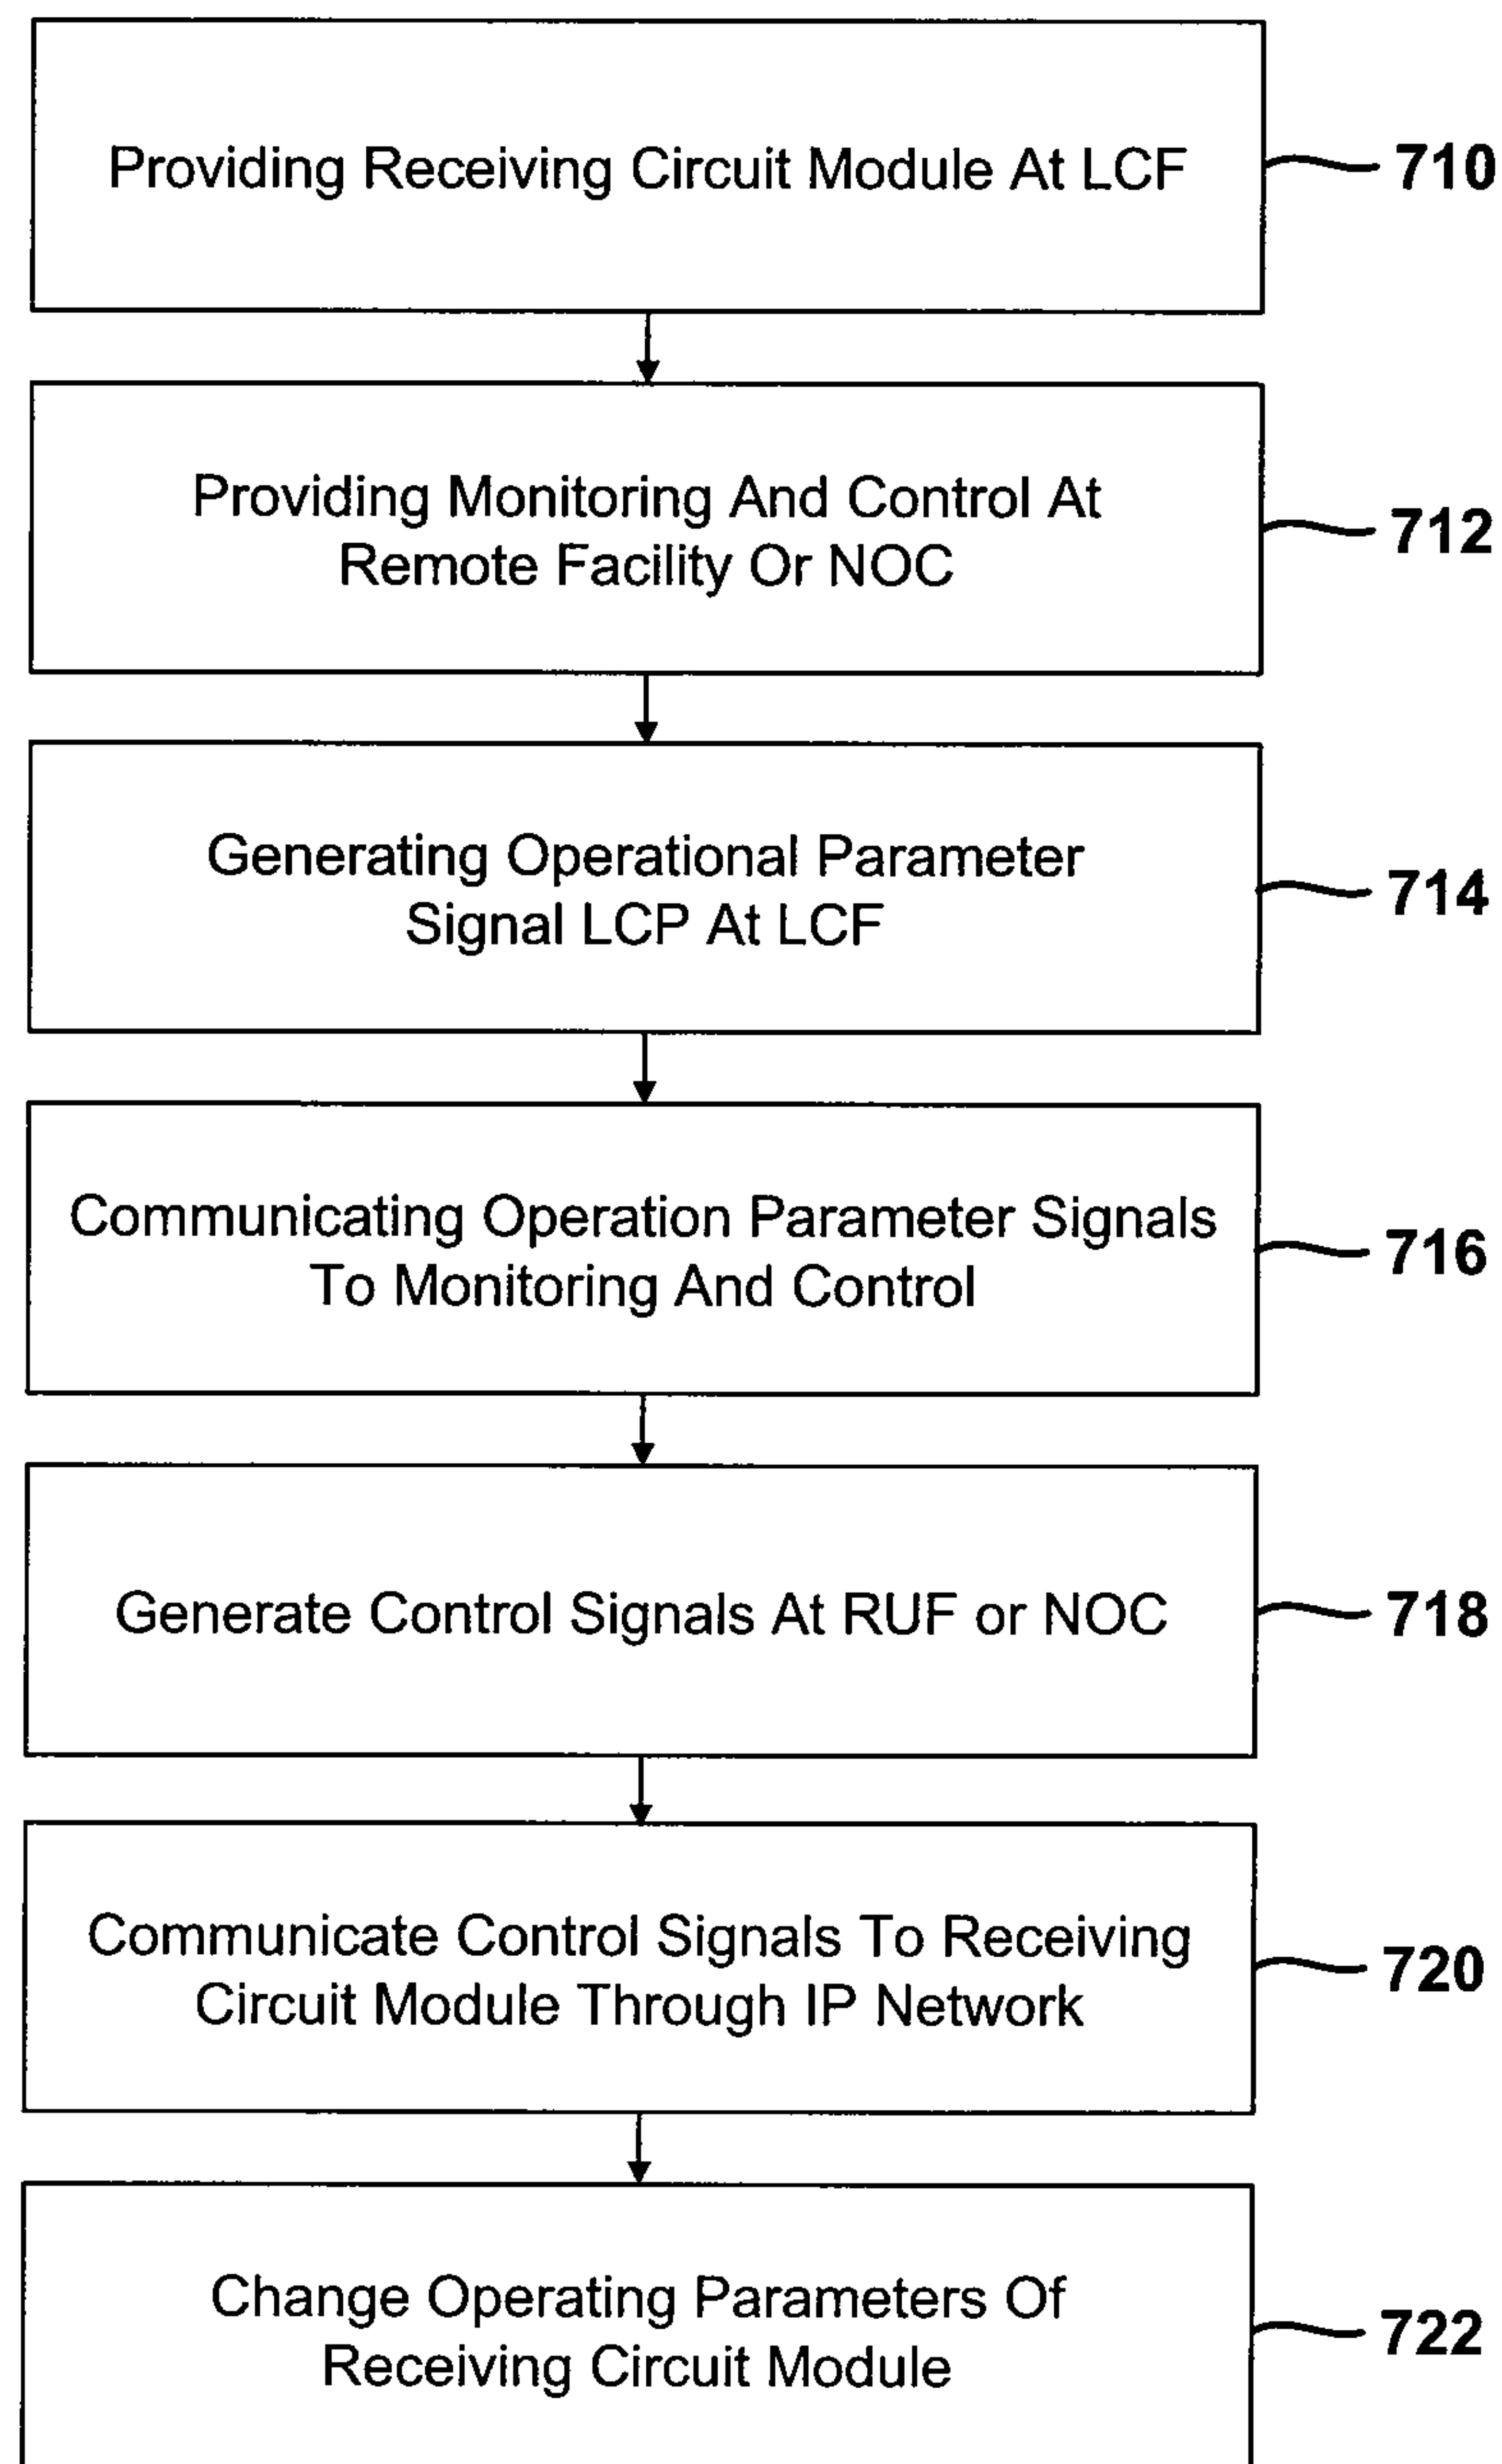 Providing Receiving Circuit Module At LCF
710
Providing Monitoring And Control At
Remote Facility Or NOC
712
Generating Operational Parameter
Signal LCP At LCF
714
Communicating Operation Parameter Signals
To Monitoring And Control
716
Generate Control Signals At RUF or NOC
718
Communicate Control Signals To Receiving
Circuit Module Through IP Network
720
Change Operating Parameters Of
Receiving Circuit Module
722